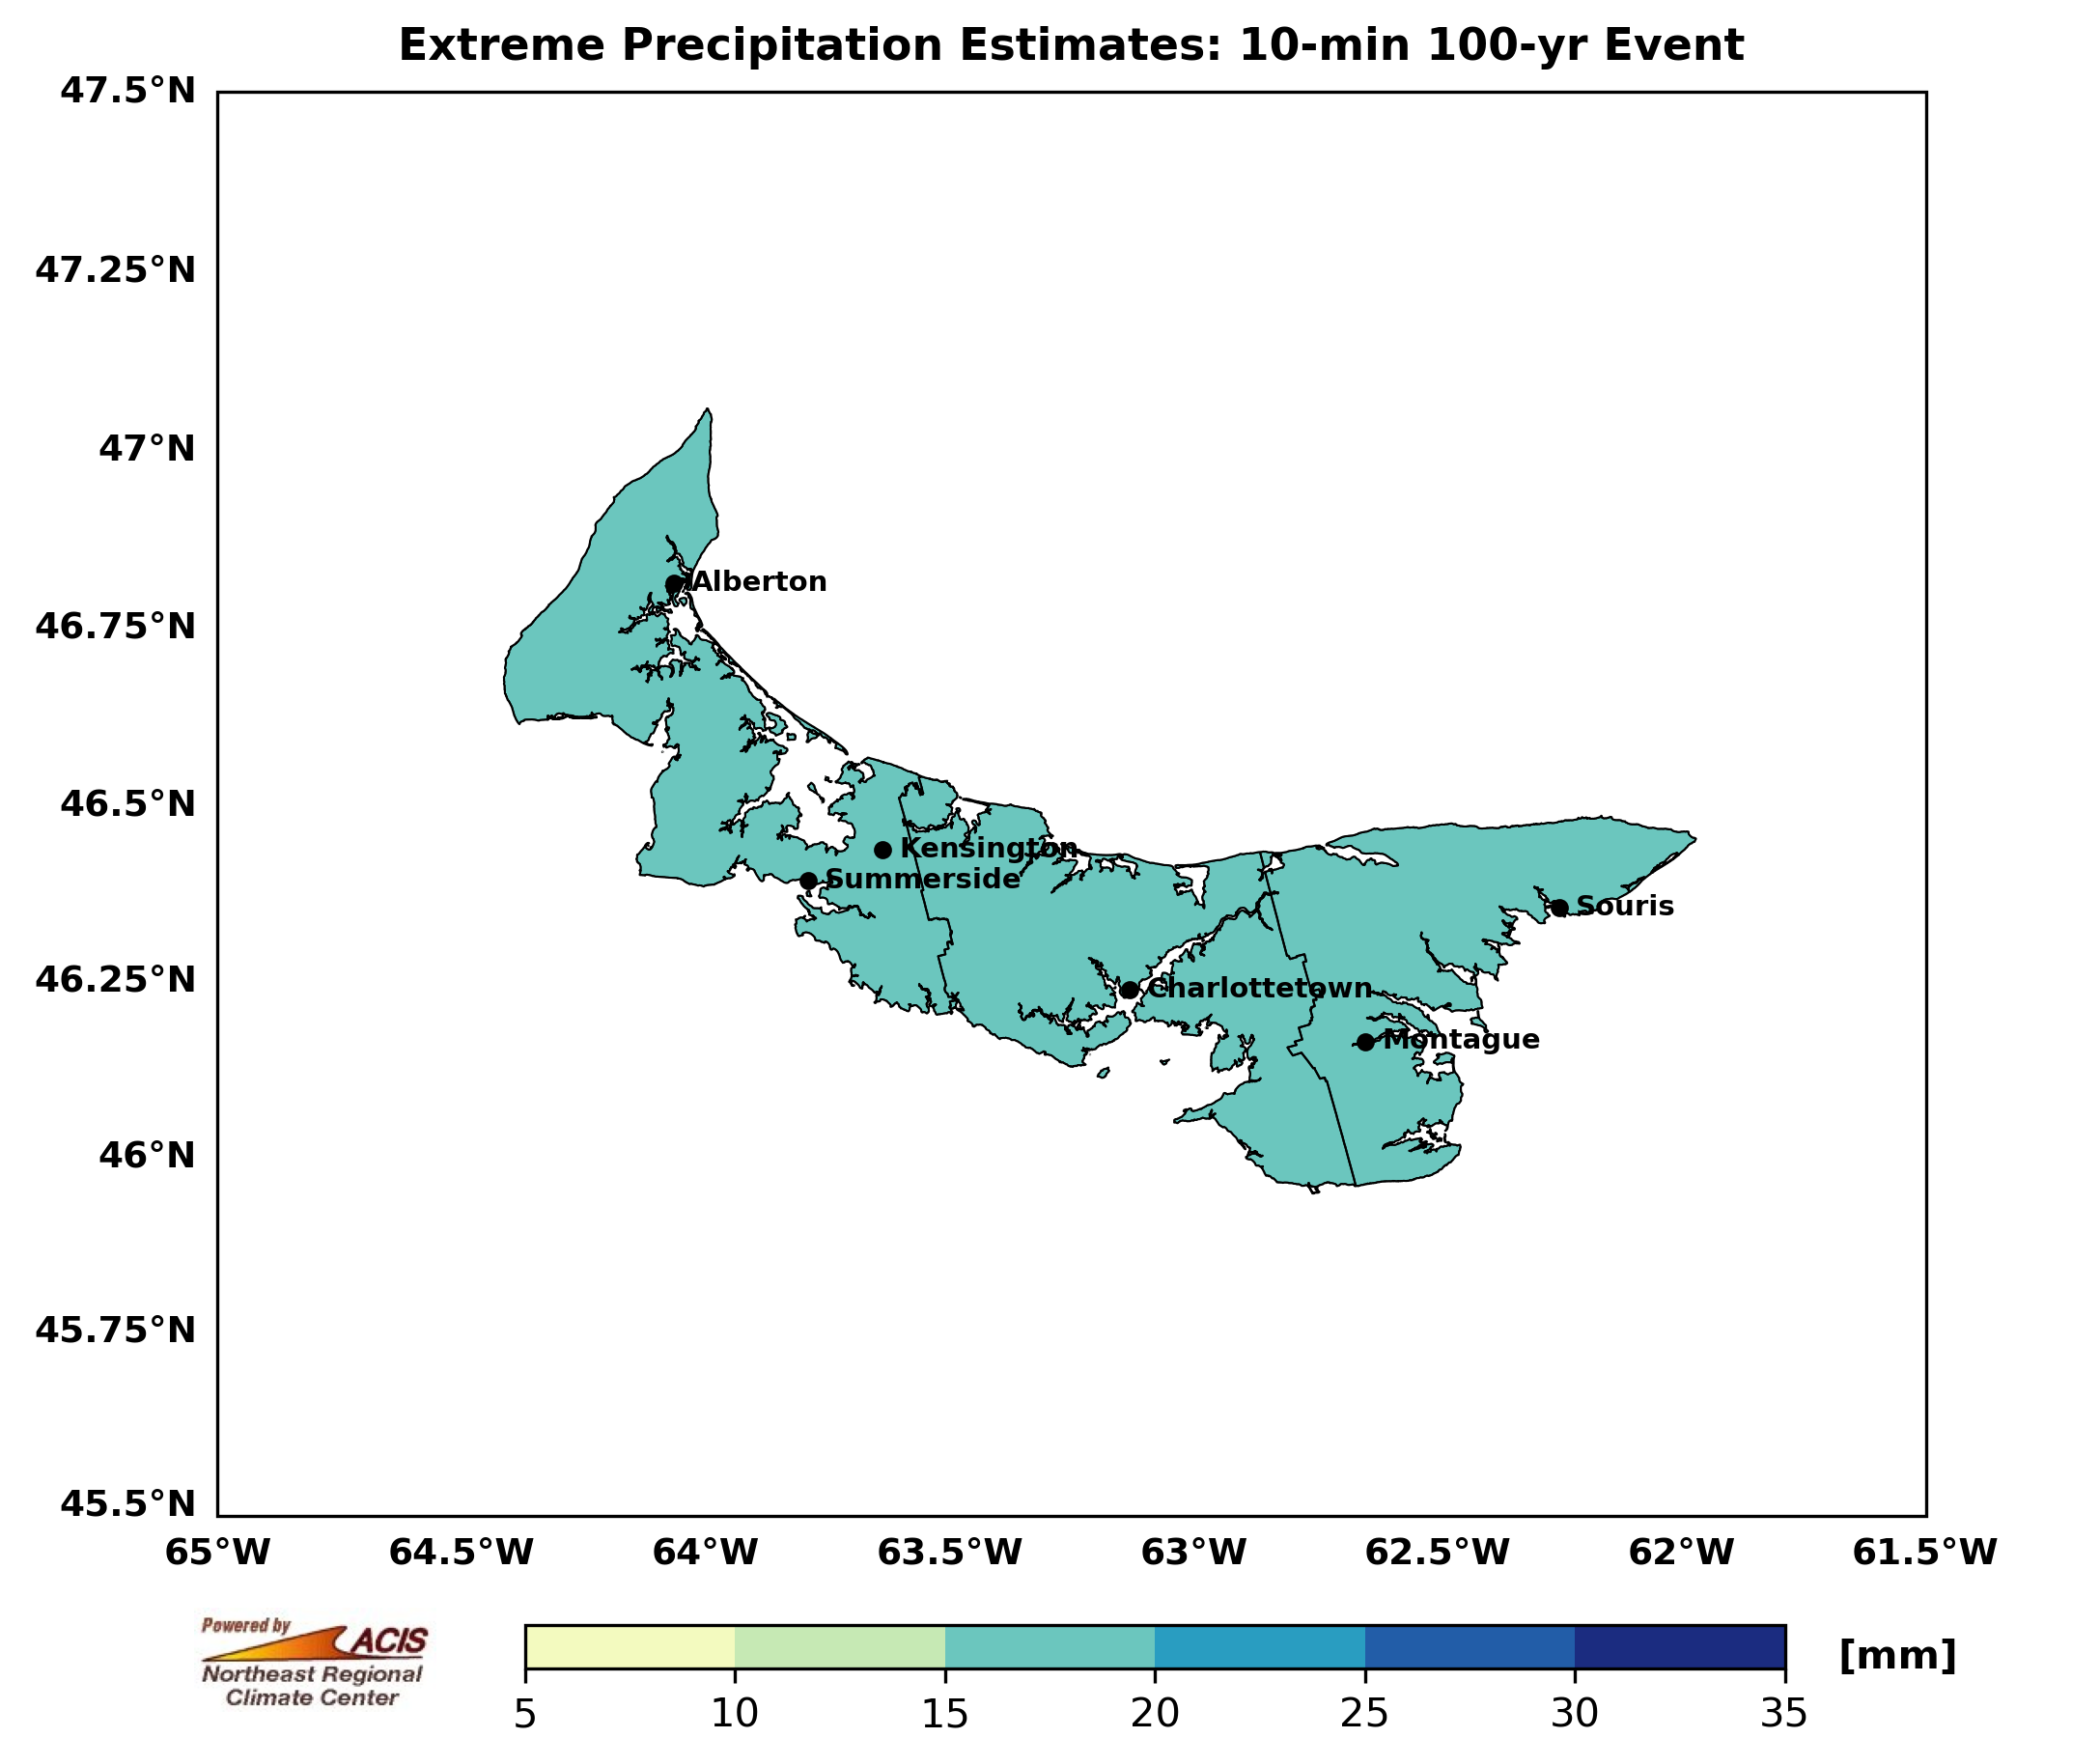 Extreme Precipitation Estimates: 10-min 100-yr Event
47.5°N
47.25°N
47°N
46.75°N
46.5°N
46.25°N
46°N
45.75°N
45.5°N
Alberton
Kensington
Summerside
Souris
Charlottetown
Montague
65°W 64.5°W 64°W 63.5°W 63°W 62.5°W 62°W 61.5°W
Powered by
ACIS
Northeast Regional
Climate Center
[mm]
5 10 15 20 25 30 35